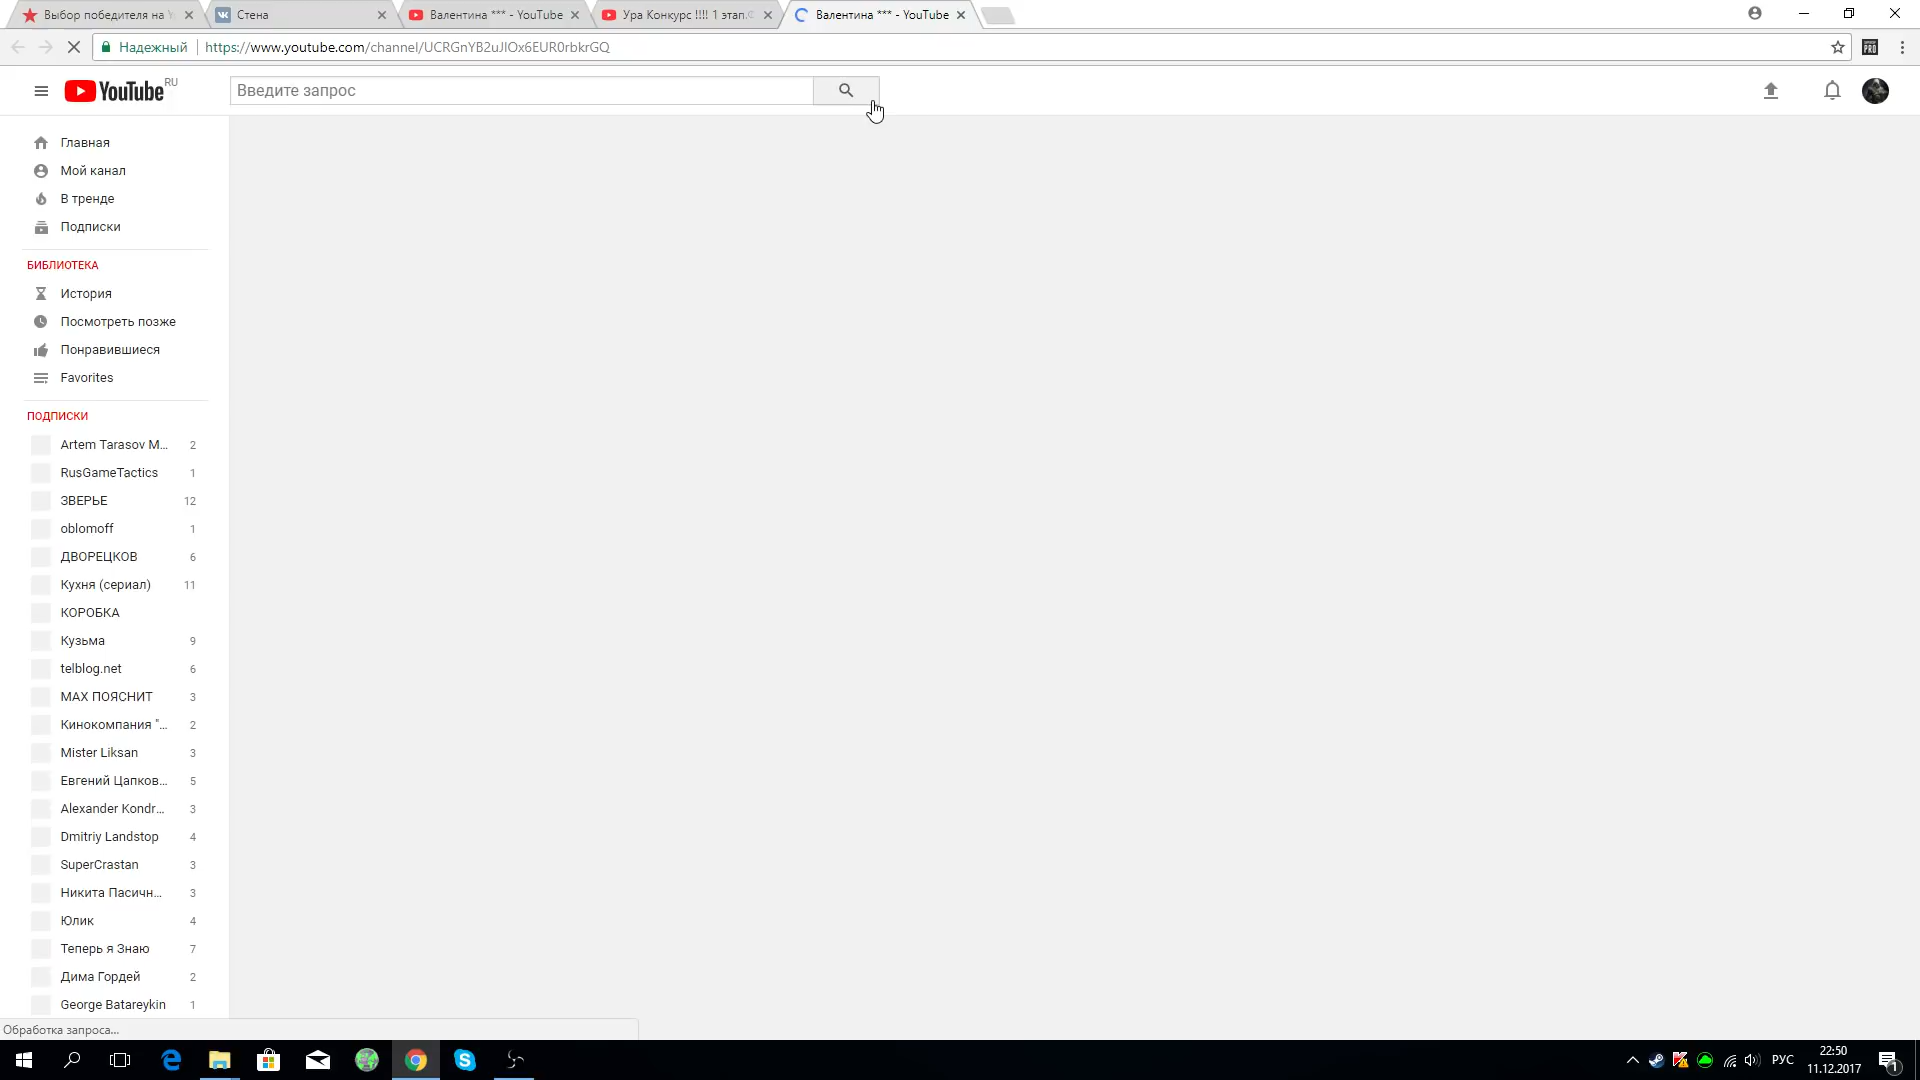 Выбор победителя на Y
Стена
Валентина *** - YouTube
Ура Конкурс !!!! 1 этап.
Валентина *** - YouTube
Надежный
https://www.youtube.com/channel/UCRGnYB2uJlOx6EUR0rbkrGQ
PRO
YouTube RU
Введите запрос
Главная
Мой канал
В тренде
Подписки
БИБЛИОТЕКА
История
Посмотреть позже
Понравившиеся
Favorites
ПОДПИСКИ
Artem Tarasov M... 2
RusGameTactics 1
ЗВЕРЬЕ 12
oblomoff 1
ДВОРЕЦКОВ 6
Кухня (сериал) 11
КОРОБКА
Кузьма 9
telblog.net 6
МАХ ПОЯСНИТ 3
Кинокомпания "... 2
Mister Liksan 3
Евгений Цапков... 5
Alexander Kondr... 3
Dmitriy Landstop 4
SuperCrastan 3
Никита Пасичн... 3
Юлик 4
Теперь я Знаю 7
Дима Гордей 2
George Batareykin 1
Обработка запроса...
РУС
22:50
11.12.2017
1